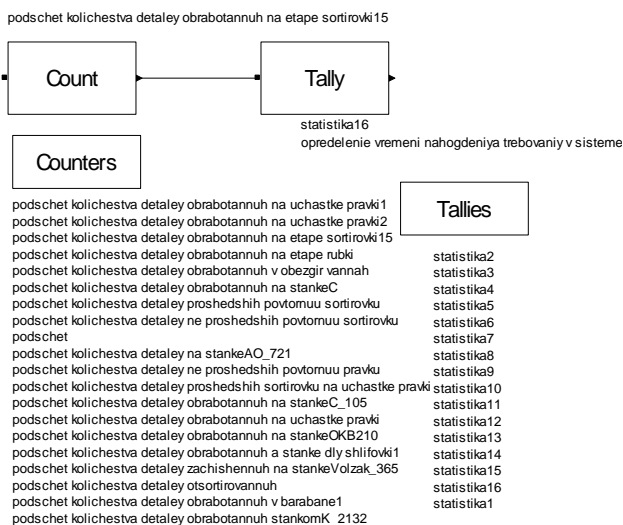 podschet kolichestva detaley obrabotannuh na etape sortirovki15
Count
Tally
statistika16
opredelenie vremeni nahogdeniya trebovaniy v sisteme
Counters
podschet kolichestva detaley obrabotannuh na uchastke pravki1
podschet kolichestva detaley obrabotannuh na uchastke pravki2
podschet kolichestva detaley obrabotannuh na etape sortirovki15
podschet kolichestva detaley obrabotannuh na etape rubki
podschet kolichestva detaley obrabotannuh v obezgir vannah
podschet kolichestva detaley obrabotannuh na stankeC
podschet kolichestva detaley proshedshih povtornuu sortirovku
podschet kolichestva detaley ne proshedshih povtornuu sortirovku
podschet
podschet kolichestva detaley na stankeAO_721
podschet kolichestva detaley ne proshedshih povtornuu pravku
podschet kolichestva detaley proshedshih sortirovku na uchastke pravki
podschet kolichestva detaley obrabotannuh na stankeC_105
podschet kolichestva detaley obrabotannuh na uchastke pravki
podschet kolichestva detaley obrabotannuh na stankeOKB210
podschet kolichestva detaley obrabotannuh a stanke dly shlifovki1
podschet kolichestva detaley zachishennuh na stankeVolzak_365
podschet kolichestva detaley otsortirovannuh
podschet kolichestva detaley obrabotannuh v barabane1
podschet kolichestva detaley obrabotannuh stankomK_2132
Tallies
statistika2
statistika3
statistika4
statistika5
statistika6
statistika7
statistika8
statistika9
statistika10
statistika11
statistika12
statistika13
statistika14
statistika15
statistika16
statistika1